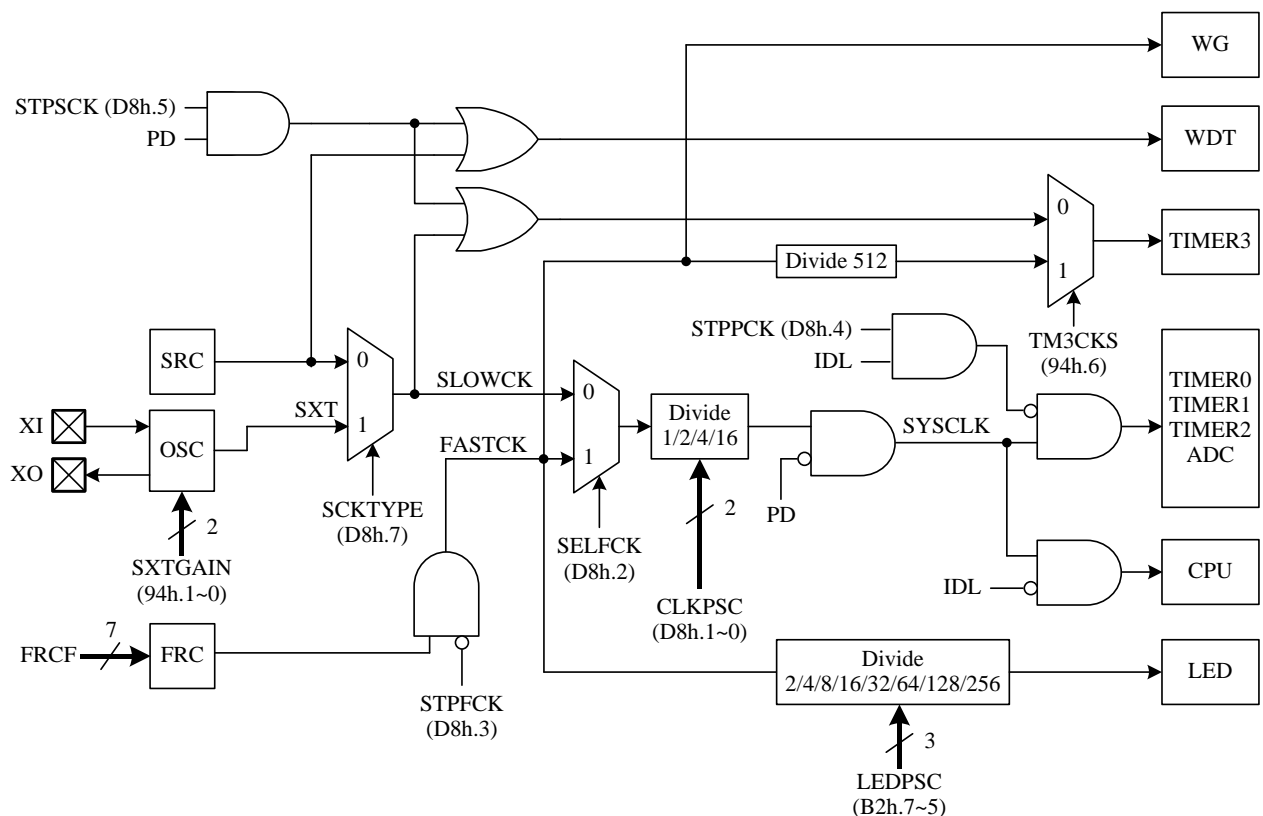 WG
STPSCK (D8h.5)
PD
WDT
0
1
TIMER3
Divide 512
TM3CKS
(94h.6)
STPPCK (D8h.4)
IDL
SRC
0
1
SLOWCK
SXT
XI
XO
OSC
2
SXTGAIN
(94h.1~0)
SCKTYPE
(D8h.7)
FASTCK
0
1
SELFCK
(D8h.2)
Divide
1/2/4/16
2
CLKPSC
(D8h.1~0)
PD
SYSCLK
TIMER0
TIMER1
TIMER2
ADC
IDL
CPU
FRCF
7
FRC
STPFCK
(D8h.3)
Divide
2/4/8/16/32/64/128/256
LED
3
LEDPSC
(B2h.7~5)